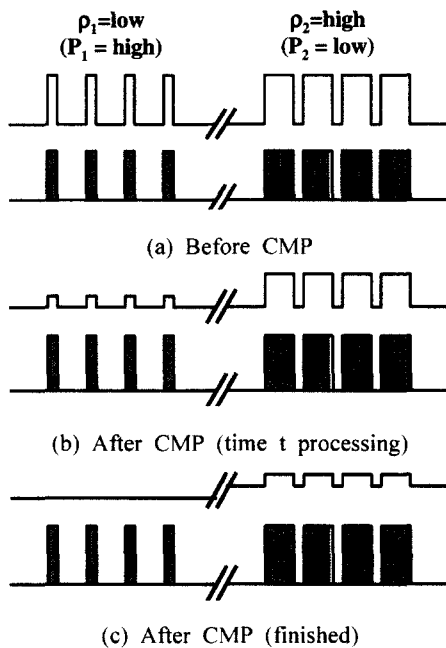 ρ₁=low
(P₁ = high)
ρ₂=high
(P₂ = low)
(a) Before CMP
(b) After CMP (time t processing)
(c) After CMP (finished)